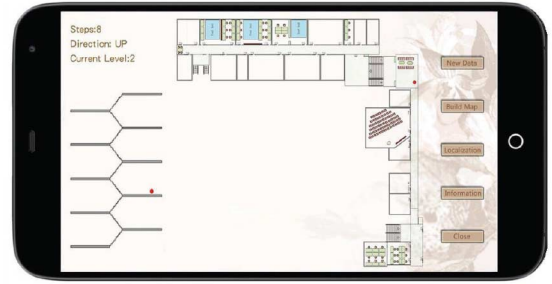 Steps:8
Direction: UP
Current Level:2
New Data
Build Map
Localization
Information
Close